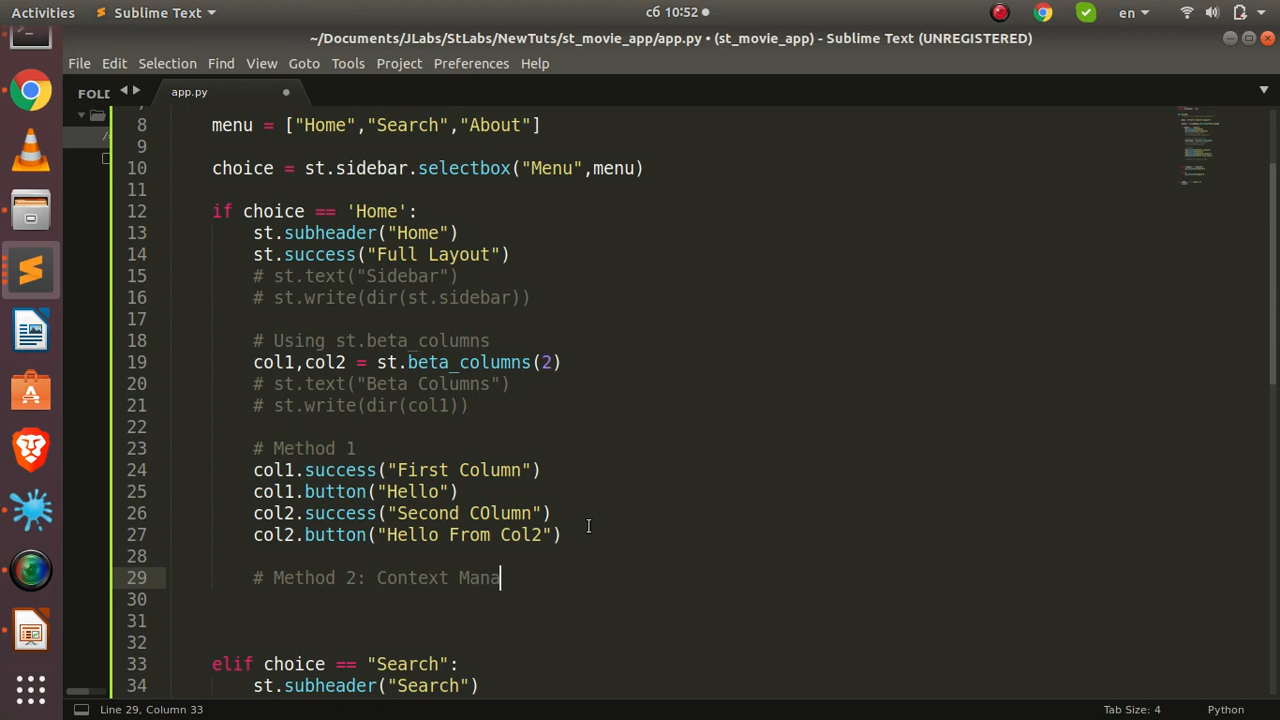 Activities Sublime Text сб 10:52 en
~/Documents/JLabs/StLabs/NewTuts/st_movie_app/app.py • (st_movie_app) - Sublime Text (UNREGISTERED)
File Edit Selection Find View Goto Tools Project Preferences Help
FOLD app.py
8 menu = ["Home","Search","About"]
9
10 choice = st.sidebar.selectbox("Menu",menu)
11
12 if choice == 'Home':
13 st.subheader("Home")
14 st.success("Full Layout")
15 # st.text("Sidebar")
16 # st.write(dir(st.sidebar))
17
18 # Using st.beta_columns
19 col1,col2 = st.beta_columns(2)
20 # st.text("Beta Columns")
21 # st.write(dir(col1))
22
23 # Method 1
24 col1.success("First Column")
25 col1.button("Hello")
26 col2.success("Second COlumn")
27 col2.button("Hello From Col2")
28
29 # Method 2: Context Mana
30
31
32
33 elif choice == "Search":
34 st.subheader("Search")
Line 29, Column 33 Tab Size: 4 Python